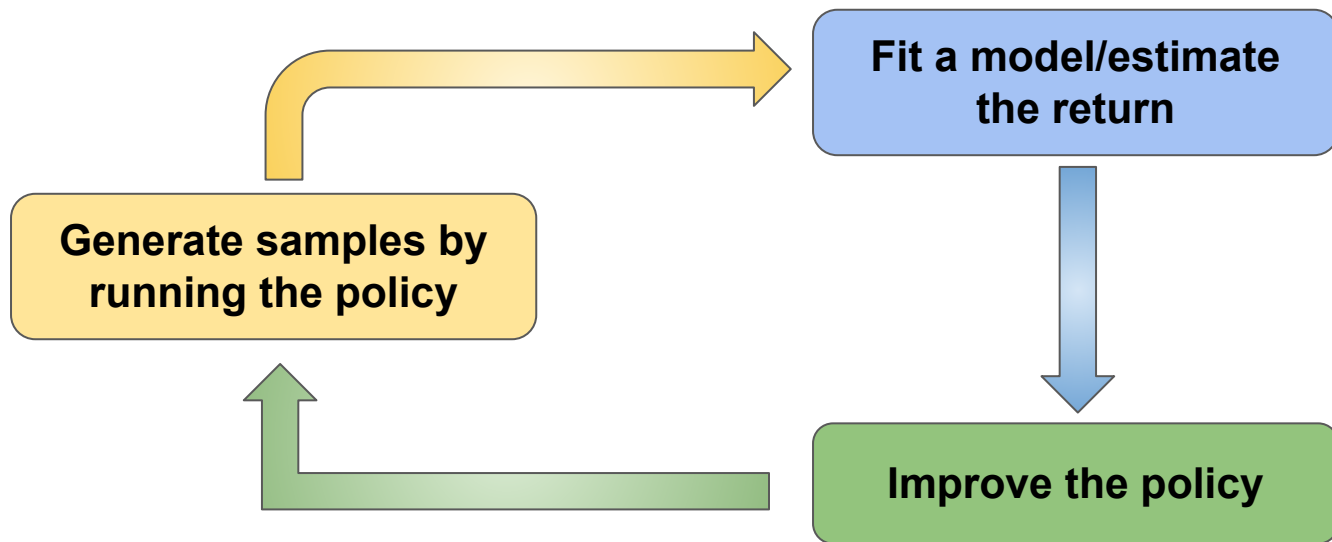 Fit a model/estimate
the return
Generate samples by
running the policy
Improve the policy